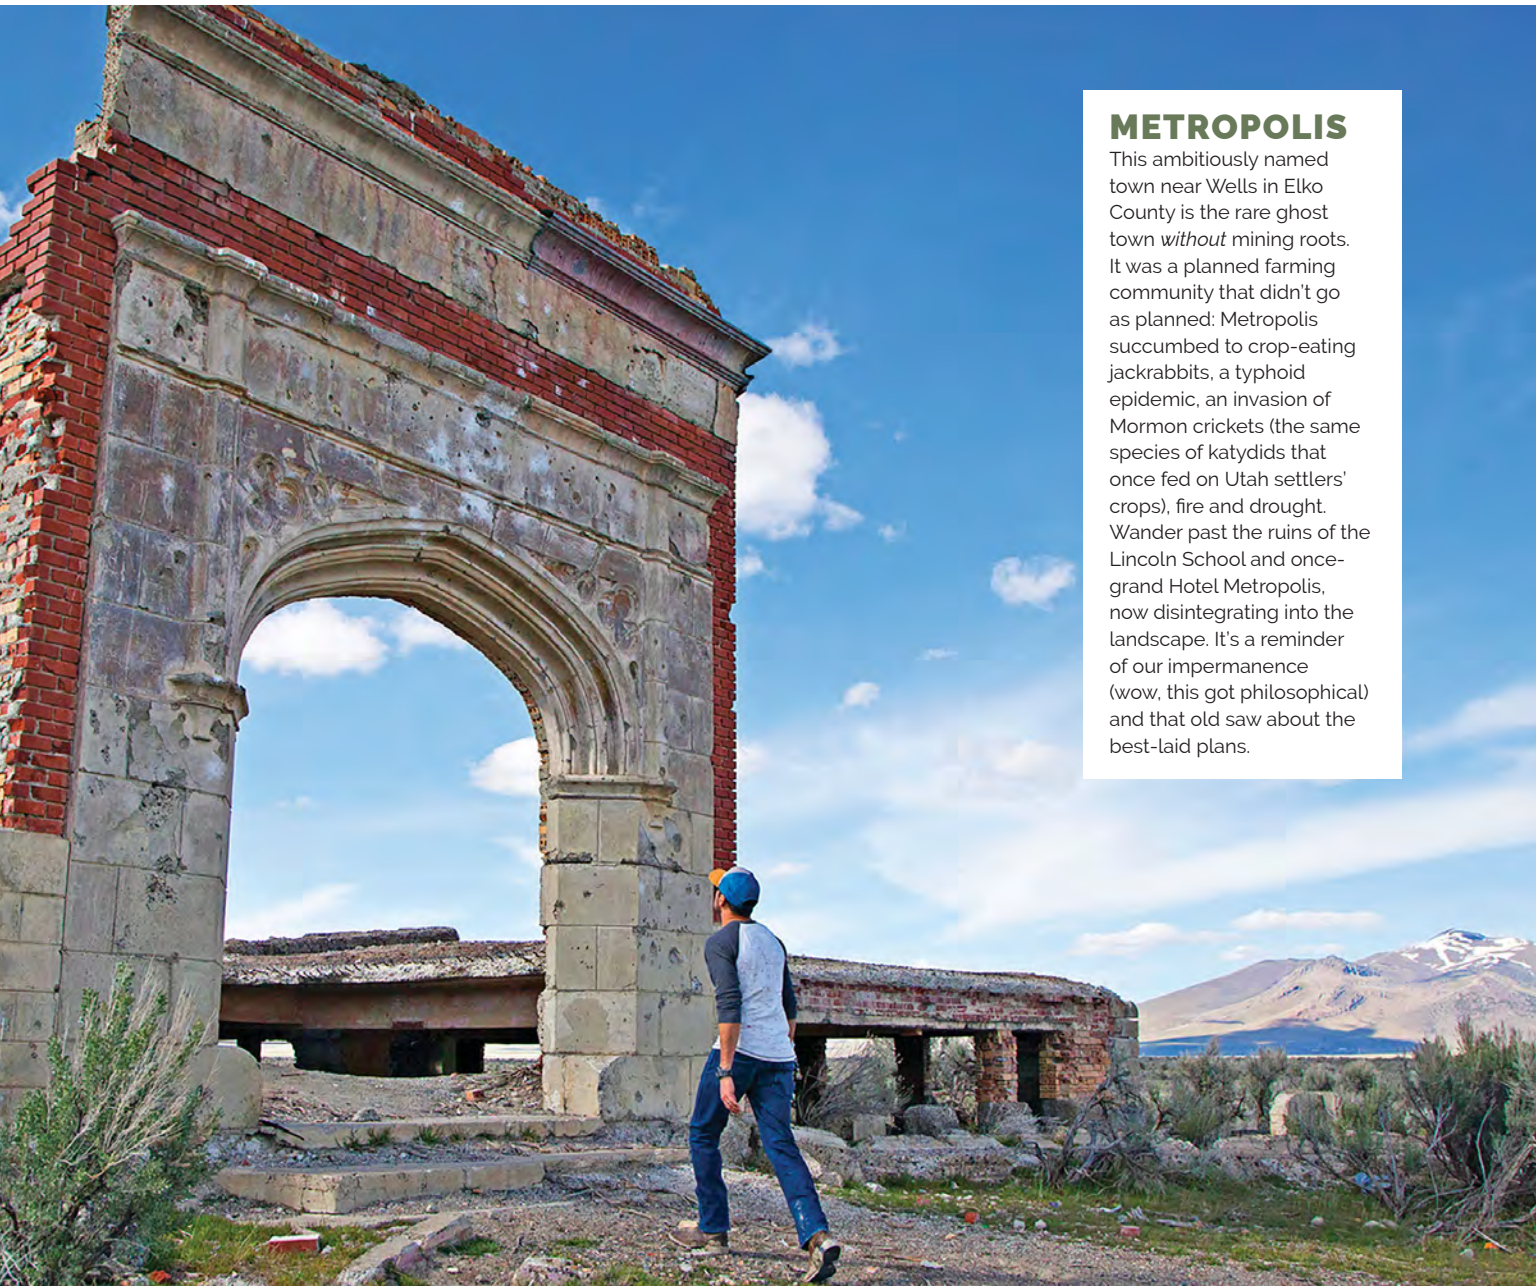 METROPOLIS
This ambitiously named
town near Wells in Elko
County is the rare ghost
town without mining roots.
It was a planned farming
community that didn’t go
as planned: Metropolis
succumbed to crop-eating
jackrabbits, a typhoid
epidemic, an invasion of
Mormon crickets (the same
species of katydids that
once fed on Utah settlers’
crops), fire and drought.
Wander past the ruins of the
Lincoln School and once-
grand Hotel Metropolis,
now disintegrating into the
landscape. It’s a reminder
of our impermanence
(wow, this got philosophical)
and that old saw about the
best-laid plans.